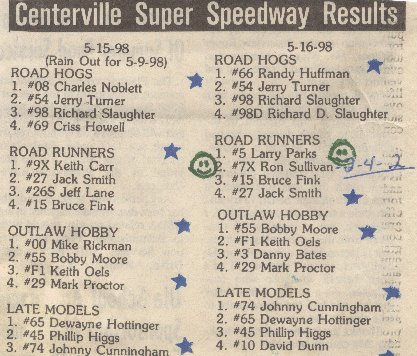 Centerville Super Speedway Results
5-15-98
(Rain Out for 5-9-98)
ROAD HOGS
1. #08 Charles Noblett
2. #54 Jerry Turner
3. #98 Richard Slaughter
4. #69 Criss Howell
ROAD RUNNERS
1. #9X Keith Carr
2. #27 Jack Smith
3. #26S Jeff Lane
4. #15 Bruce Fink
OUTLAW HOBBY
1. #00 Mike Rickman
2. #55 Bobby Moore
3. #F1 Keith Oels
4. #29 Mark Proctor
LATE MODELS
1. #65 Dewayne Hottinger
2. #45 Phillip Higgs
3. #74 Johnny Cunningham
5-16-98
ROAD HOGS
1. #66 Randy Huffman
2. #54 Jerry Turner
3. #98 Richard Slaughter
4. #98D Richard D. Slaughter
ROAD RUNNERS
1. #5 Larry Parks
2. #7X Ron Sullivan
3. #15 Bruce Fink
4. #27 Jack Smith
OUTLAW HOBBY
1. #55 Bobby Moore
2. #F1 Keith Oels
3. #3 Danny Bates
4. #29 Mark Proctor
LATE MODELS
1. #74 Johnny Cunningham
2. #65 Dewayne Hottinger
3. #45 Phillip Higgs
4. #10 David Dunn